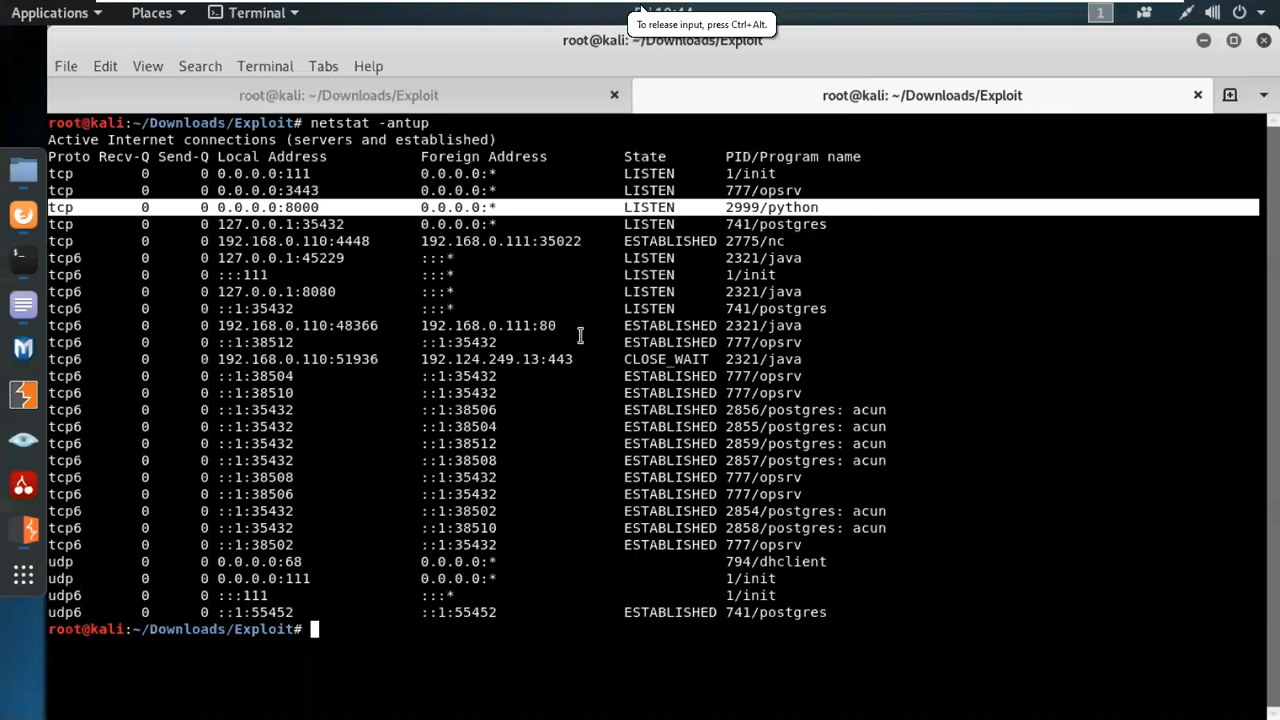 Applications Places Terminal 1
To release input, press Ctrl+Alt.
root@kali: ~/Downloads/Exploit
File Edit View Search Terminal Tabs Help
root@kali: ~/Downloads/Exploit root@kali: ~/Downloads/Exploit
root@kali:~/Downloads/Exploit# netstat -antup
Active Internet connections (servers and established)
Proto Recv-Q Send-Q Local Address Foreign Address State PID/Program name
tcp 0 0 0.0.0.0:111 0.0.0.0:* LISTEN 1/init
tcp 0 0 0.0.0.0:3443 0.0.0.0:* LISTEN 777/opsrv
tcp 0 0 0.0.0.0:8000 0.0.0.0:* LISTEN 2999/python
tcp 0 0 127.0.0.1:35432 0.0.0.0:* LISTEN 741/postgres
tcp 0 0 192.168.0.110:4448 192.168.0.111:35022 ESTABLISHED 2775/nc
tcp6 0 0 127.0.0.1:45229 :::* LISTEN 2321/java
tcp6 0 0 :::111 :::* LISTEN 1/init
tcp6 0 0 127.0.0.1:8080 :::* LISTEN 2321/java
tcp6 0 0 ::1:35432 :::* LISTEN 741/postgres
tcp6 0 0 192.168.0.110:48366 192.168.0.111:80 ESTABLISHED 2321/java
tcp6 0 0 ::1:38512 ::1:35432 ESTABLISHED 777/opsrv
tcp6 0 0 192.168.0.110:51936 192.124.249.13:443 CLOSE_WAIT 2321/java
tcp6 0 0 ::1:38504 ::1:35432 ESTABLISHED 777/opsrv
tcp6 0 0 ::1:38510 ::1:35432 ESTABLISHED 777/opsrv
tcp6 0 0 ::1:35432 ::1:38506 ESTABLISHED 2856/postgres: acun
tcp6 0 0 ::1:35432 ::1:38504 ESTABLISHED 2855/postgres: acun
tcp6 0 0 ::1:35432 ::1:38512 ESTABLISHED 2859/postgres: acun
tcp6 0 0 ::1:35432 ::1:38508 ESTABLISHED 2857/postgres: acun
tcp6 0 0 ::1:38508 ::1:35432 ESTABLISHED 777/opsrv
tcp6 0 0 ::1:38506 ::1:35432 ESTABLISHED 777/opsrv
tcp6 0 0 ::1:35432 ::1:38502 ESTABLISHED 2854/postgres: acun
tcp6 0 0 ::1:35432 ::1:38510 ESTABLISHED 2858/postgres: acun
tcp6 0 0 ::1:38502 ::1:35432 ESTABLISHED 777/opsrv
udp 0 0 0.0.0.0:68 0.0.0.0:* 794/dhclient
udp 0 0 0.0.0.0:111 0.0.0.0:* 1/init
udp6 0 0 :::111 :::* 1/init
udp6 0 0 ::1:55452 ::1:55452 ESTABLISHED 741/postgres
root@kali:~/Downloads/Exploit#